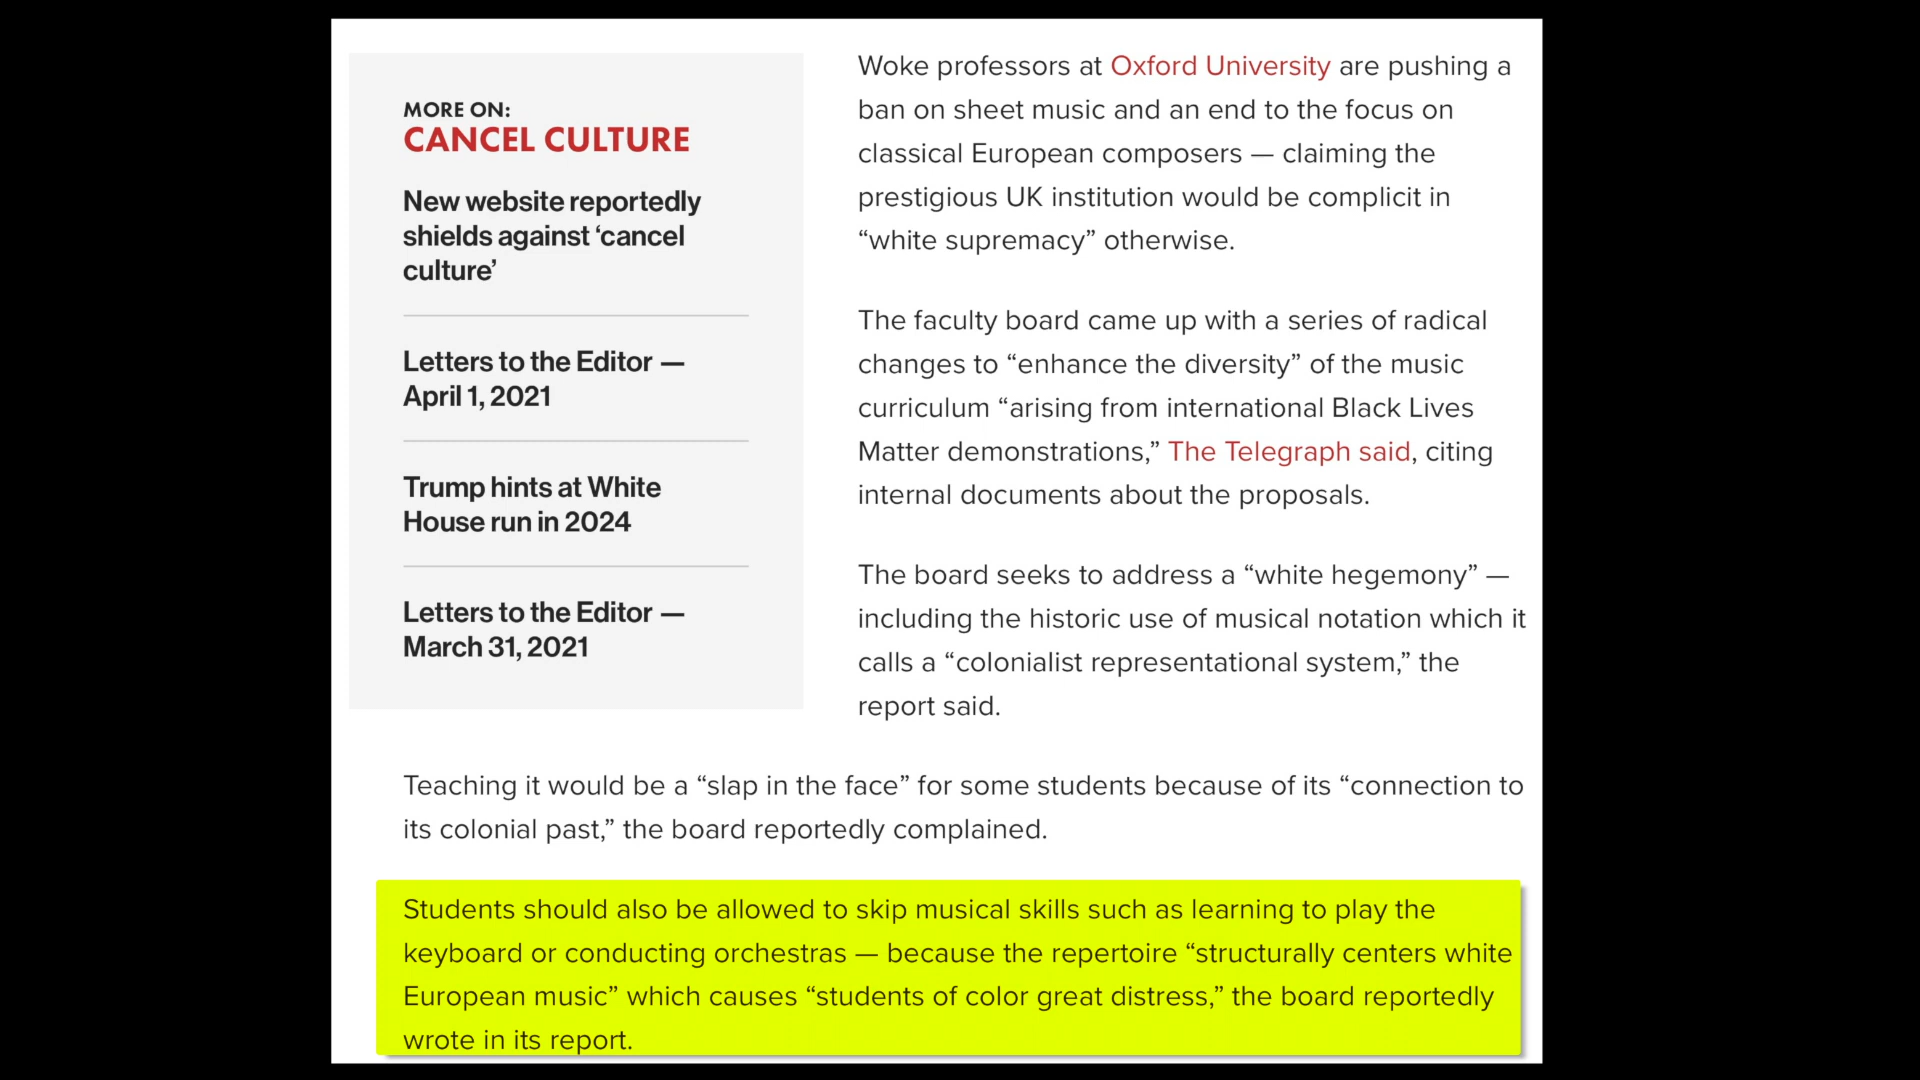 MORE ON:
CANCEL CULTURE
New website reportedly
shields against ‘cancel
culture’
Letters to the Editor —
April 1, 2021
Trump hints at White
House run in 2024
Letters to the Editor —
March 31, 2021
Woke professors at Oxford University are pushing a
ban on sheet music and an end to the focus on
classical European composers — claiming the
prestigious UK institution would be complicit in
“white supremacy” otherwise.
The faculty board came up with a series of radical
changes to “enhance the diversity” of the music
curriculum “arising from international Black Lives
Matter demonstrations,” The Telegraph said, citing
internal documents about the proposals.
The board seeks to address a “white hegemony” —
including the historic use of musical notation which it
calls a “colonialist representational system,” the
report said.
Teaching it would be a “slap in the face” for some students because of its “connection to
its colonial past,” the board reportedly complained.
Students should also be allowed to skip musical skills such as learning to play the
keyboard or conducting orchestras — because the repertoire “structurally centers white
European music” which causes “students of color great distress,” the board reportedly
wrote in its report.